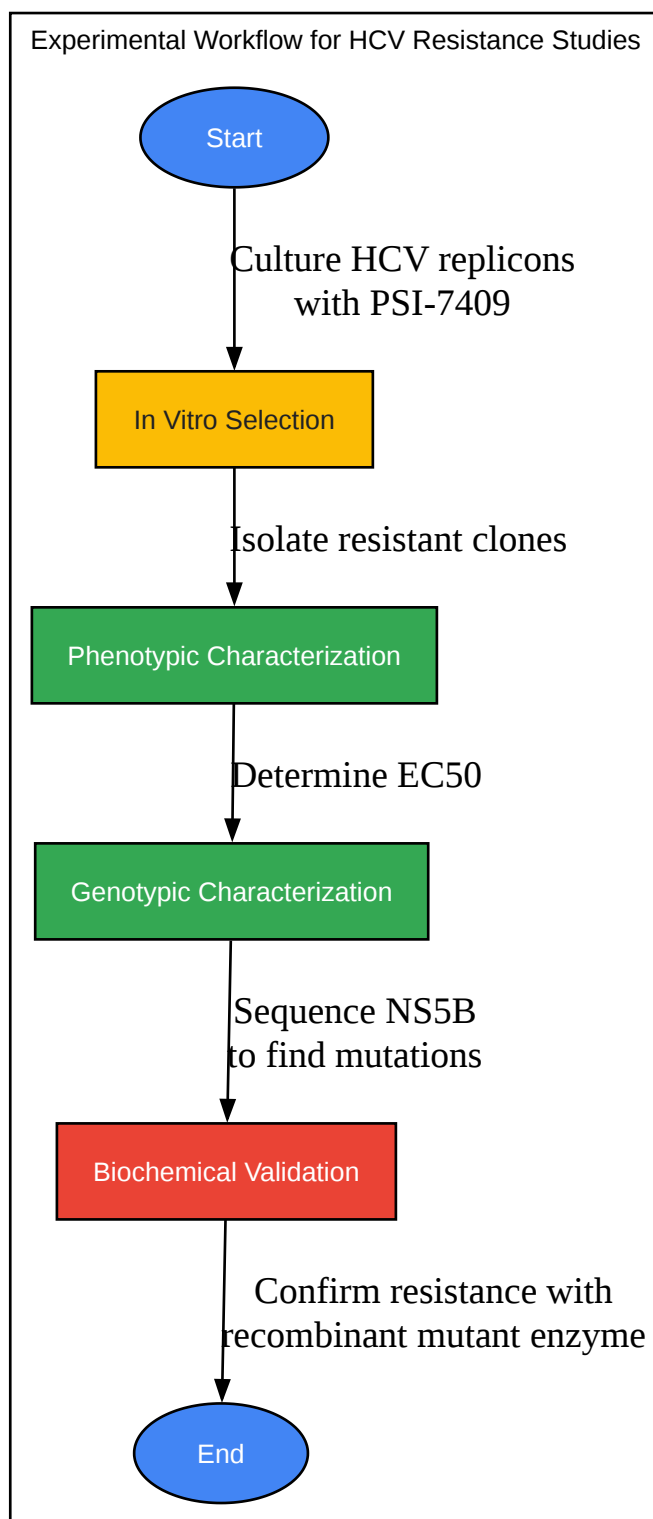 Experimental Workflow for HCV Resistance Studies
Start
Culture HCV replicons
with PSI-7409
In Vitro Selection
Isolate resistant clones
Phenotypic Characterization
Determine EC50
Genotypic Characterization
Sequence NS5B
to find mutations
Biochemical Validation
Confirm resistance with
recombinant mutant enzyme
End